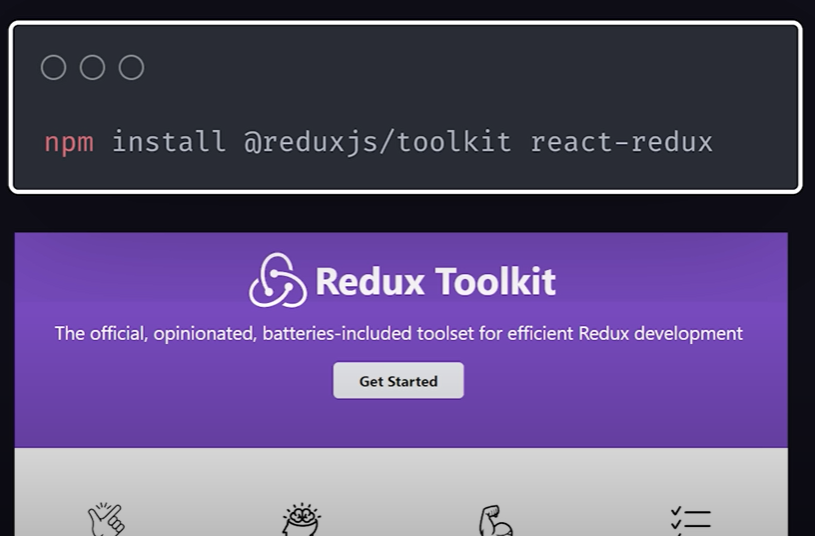 npm install @reduxjs/toolkit react-redux
Redux Toolkit
The official, opinionated, batteries-included toolset for efficient Redux development
Get Started